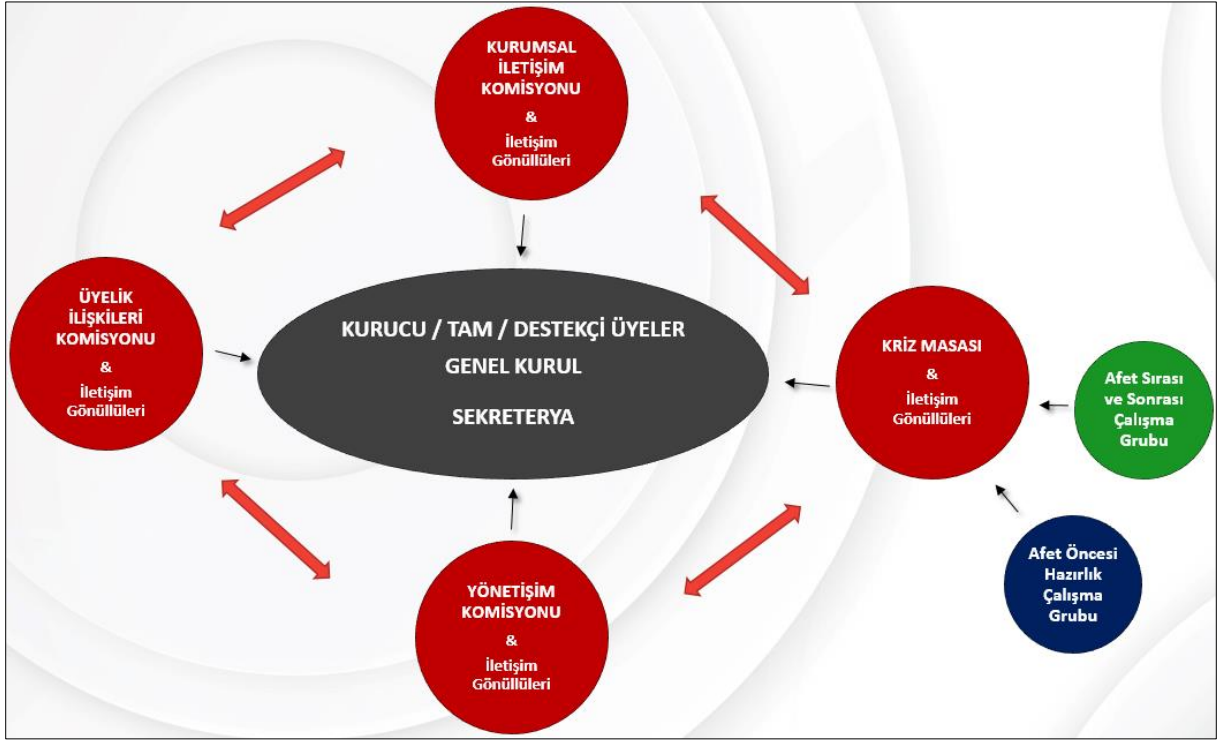 KURUMSAL
İLETİŞİM
KOMİSYONU
&
İletişim
Gönüllüleri
ÜYELİK
İLİŞKİLERİ
KOMİSYONU
&
İletişim
Gönüllüleri
KURUCU / TAM / DESTEKÇİ ÜYELER
GENEL KURUL
SEKRETERYA
KRİZ MASASI
&
İletişim
Gönüllüleri
Afet Sırası
ve Sonrası
Çalışma
Grubu
Afet Öncesi
Hazırlık
Çalışma
Grubu
YÖNETİŞİM
KOMİSYONU
&
İletişim
Gönüllüleri